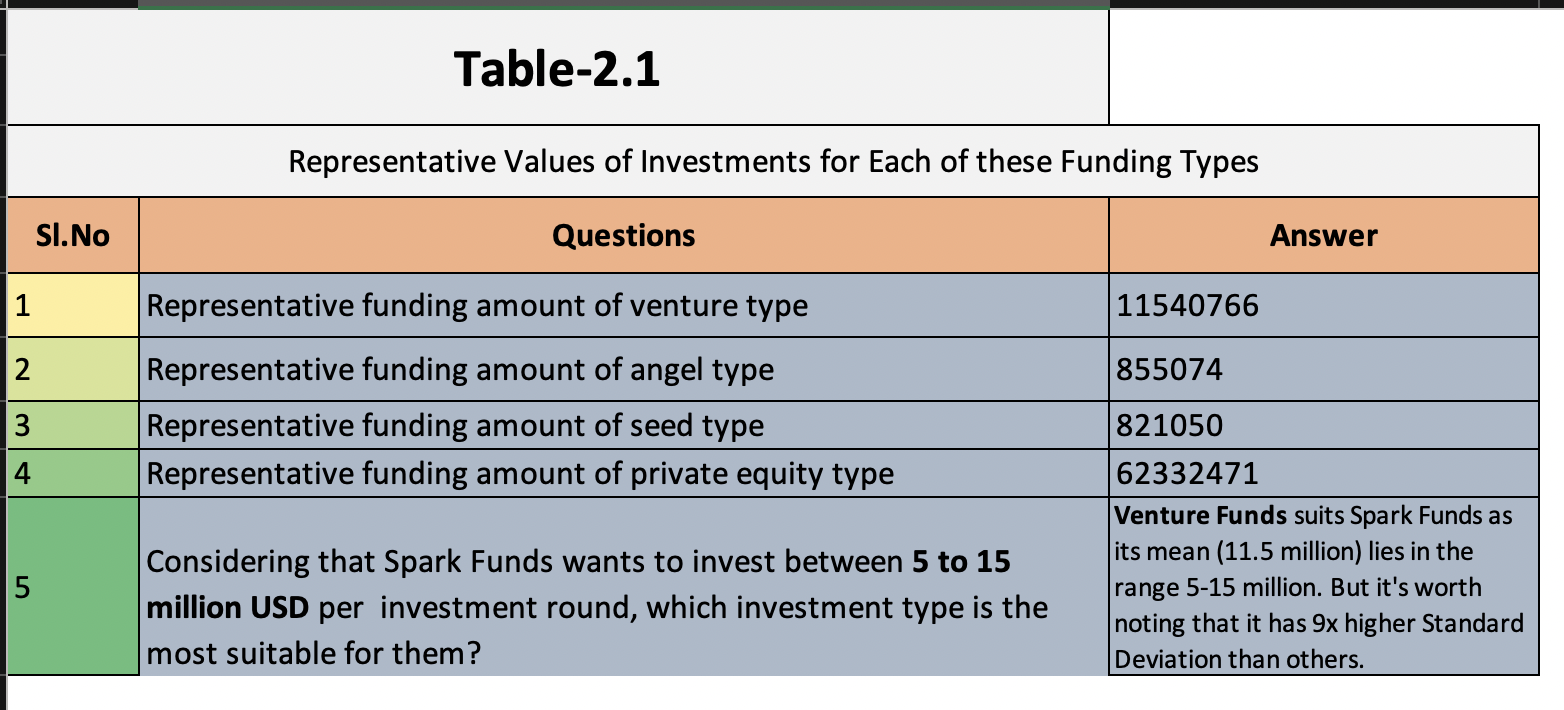 Table-2.1
Representative Values of Investments for Each of these Funding Types
Sl.No Questions Answer
1 Representative funding amount of venture type 11540766
2 Representative funding amount of angel type 855074
3 Representative funding amount of seed type 821050
4 Representative funding amount of private equity type 62332471
5
Considering that Spark Funds wants to invest between 5 to 15
million USD per  investment round, which investment type is the
most suitable for them?
Venture Funds suits Spark Funds as
its mean (11.5 million) lies in the
range 5-15 million. But it's worth
noting that it has 9x higher Standard
Deviation than others.